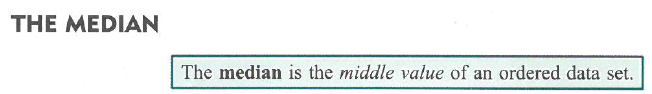 THE MEDIAN
The median is the middle value of an ordered data set.